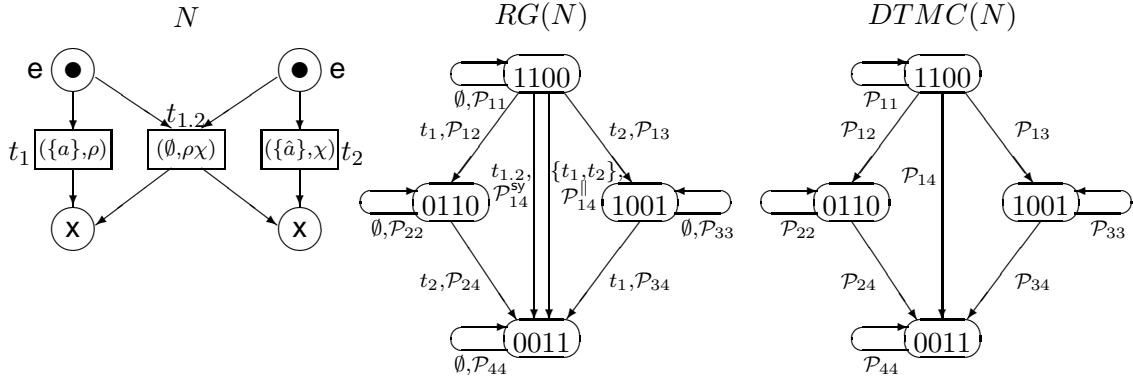 N
e
e
t₁
({a},ρ)
t₁.₂
(∅,ρχ)
({â},χ)
t₂
x
x
RG(N)
1100
∅,𝒫₁₁
t₁,𝒫₁₂
t₂,𝒫₁₃
t₁.₂,
𝒫₁₄^sy
{t₁,t₂},
𝒫₁₄^∥
0110
1001
∅,𝒫₂₂
∅,𝒫₃₃
t₂,𝒫₂₄
t₁,𝒫₃₄
0011
∅,𝒫₄₄
DTMC(N)
1100
𝒫₁₁
𝒫₁₂
𝒫₁₃
𝒫₁₄
0110
1001
𝒫₂₂
𝒫₃₃
𝒫₂₄
𝒫₃₄
0011
𝒫₄₄